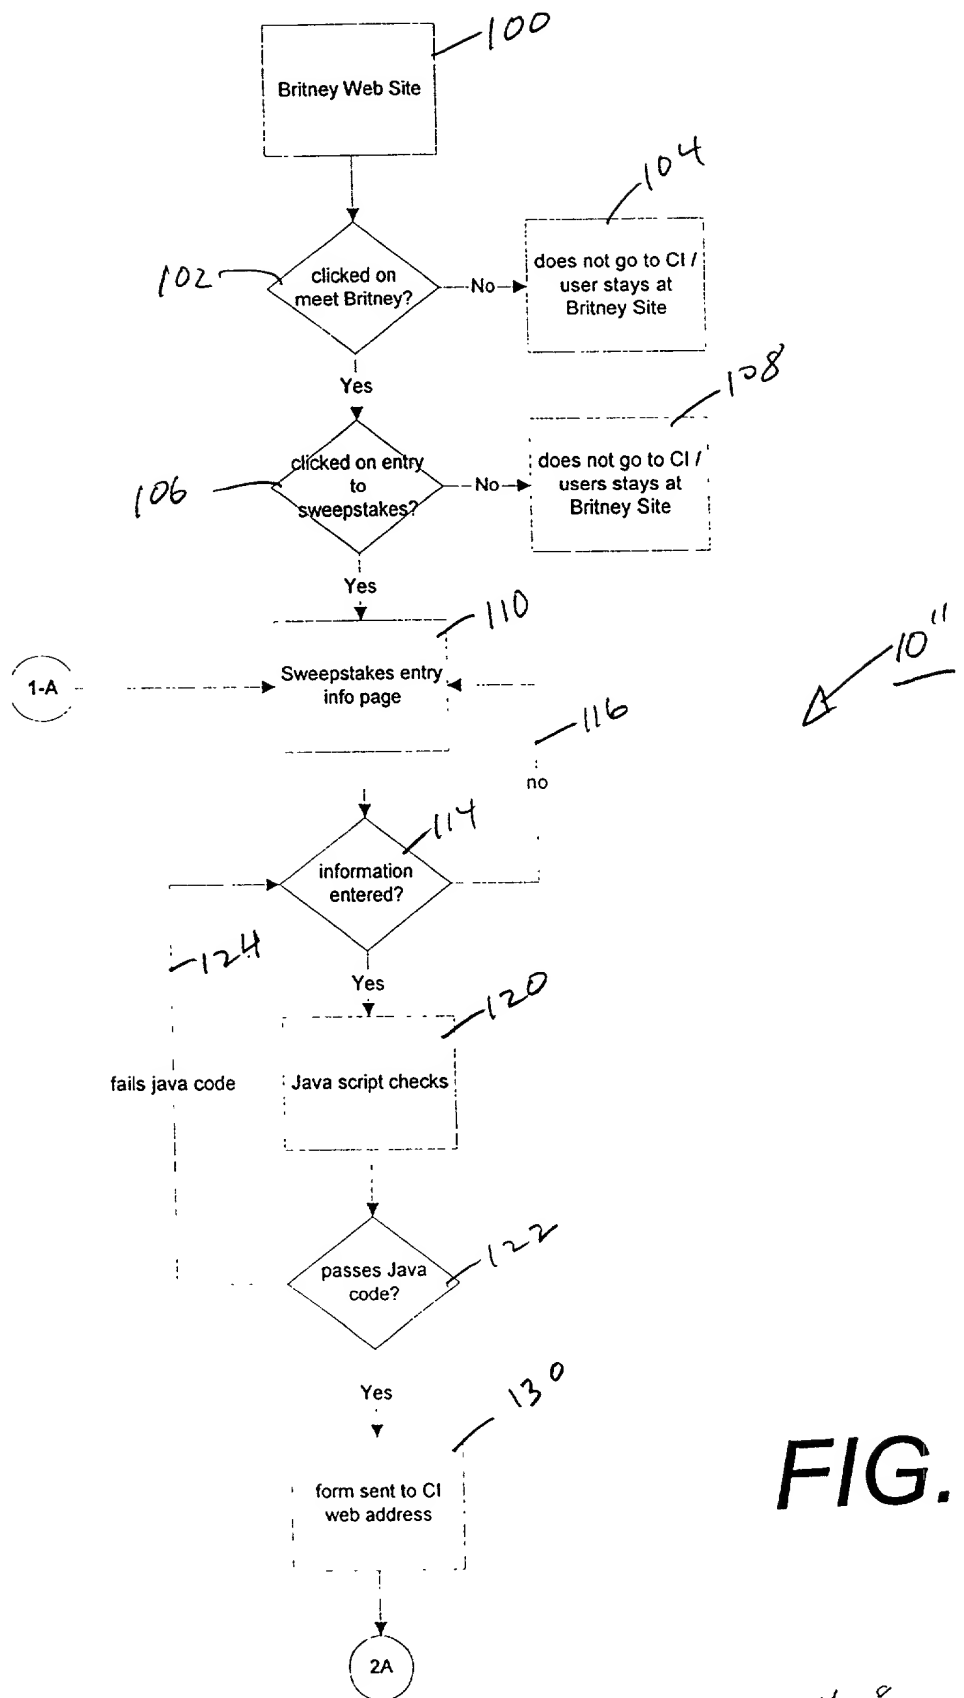 100
Britney Web Site
104
102
clicked on
meet Britney?
No
does not go to CI /
user stays at
Britney Site
Yes
108
106
clicked on entry
to
sweepstakes?
No
does not go to CI /
users stays at
Britney Site
Yes
110
10"
1-A
Sweepstakes entry
info page
116
no
114
information
entered?
124
Yes
120
fails java code
Java script checks
122
passes Java
code?
Yes
130
form sent to CI
web address
FIG.
2A